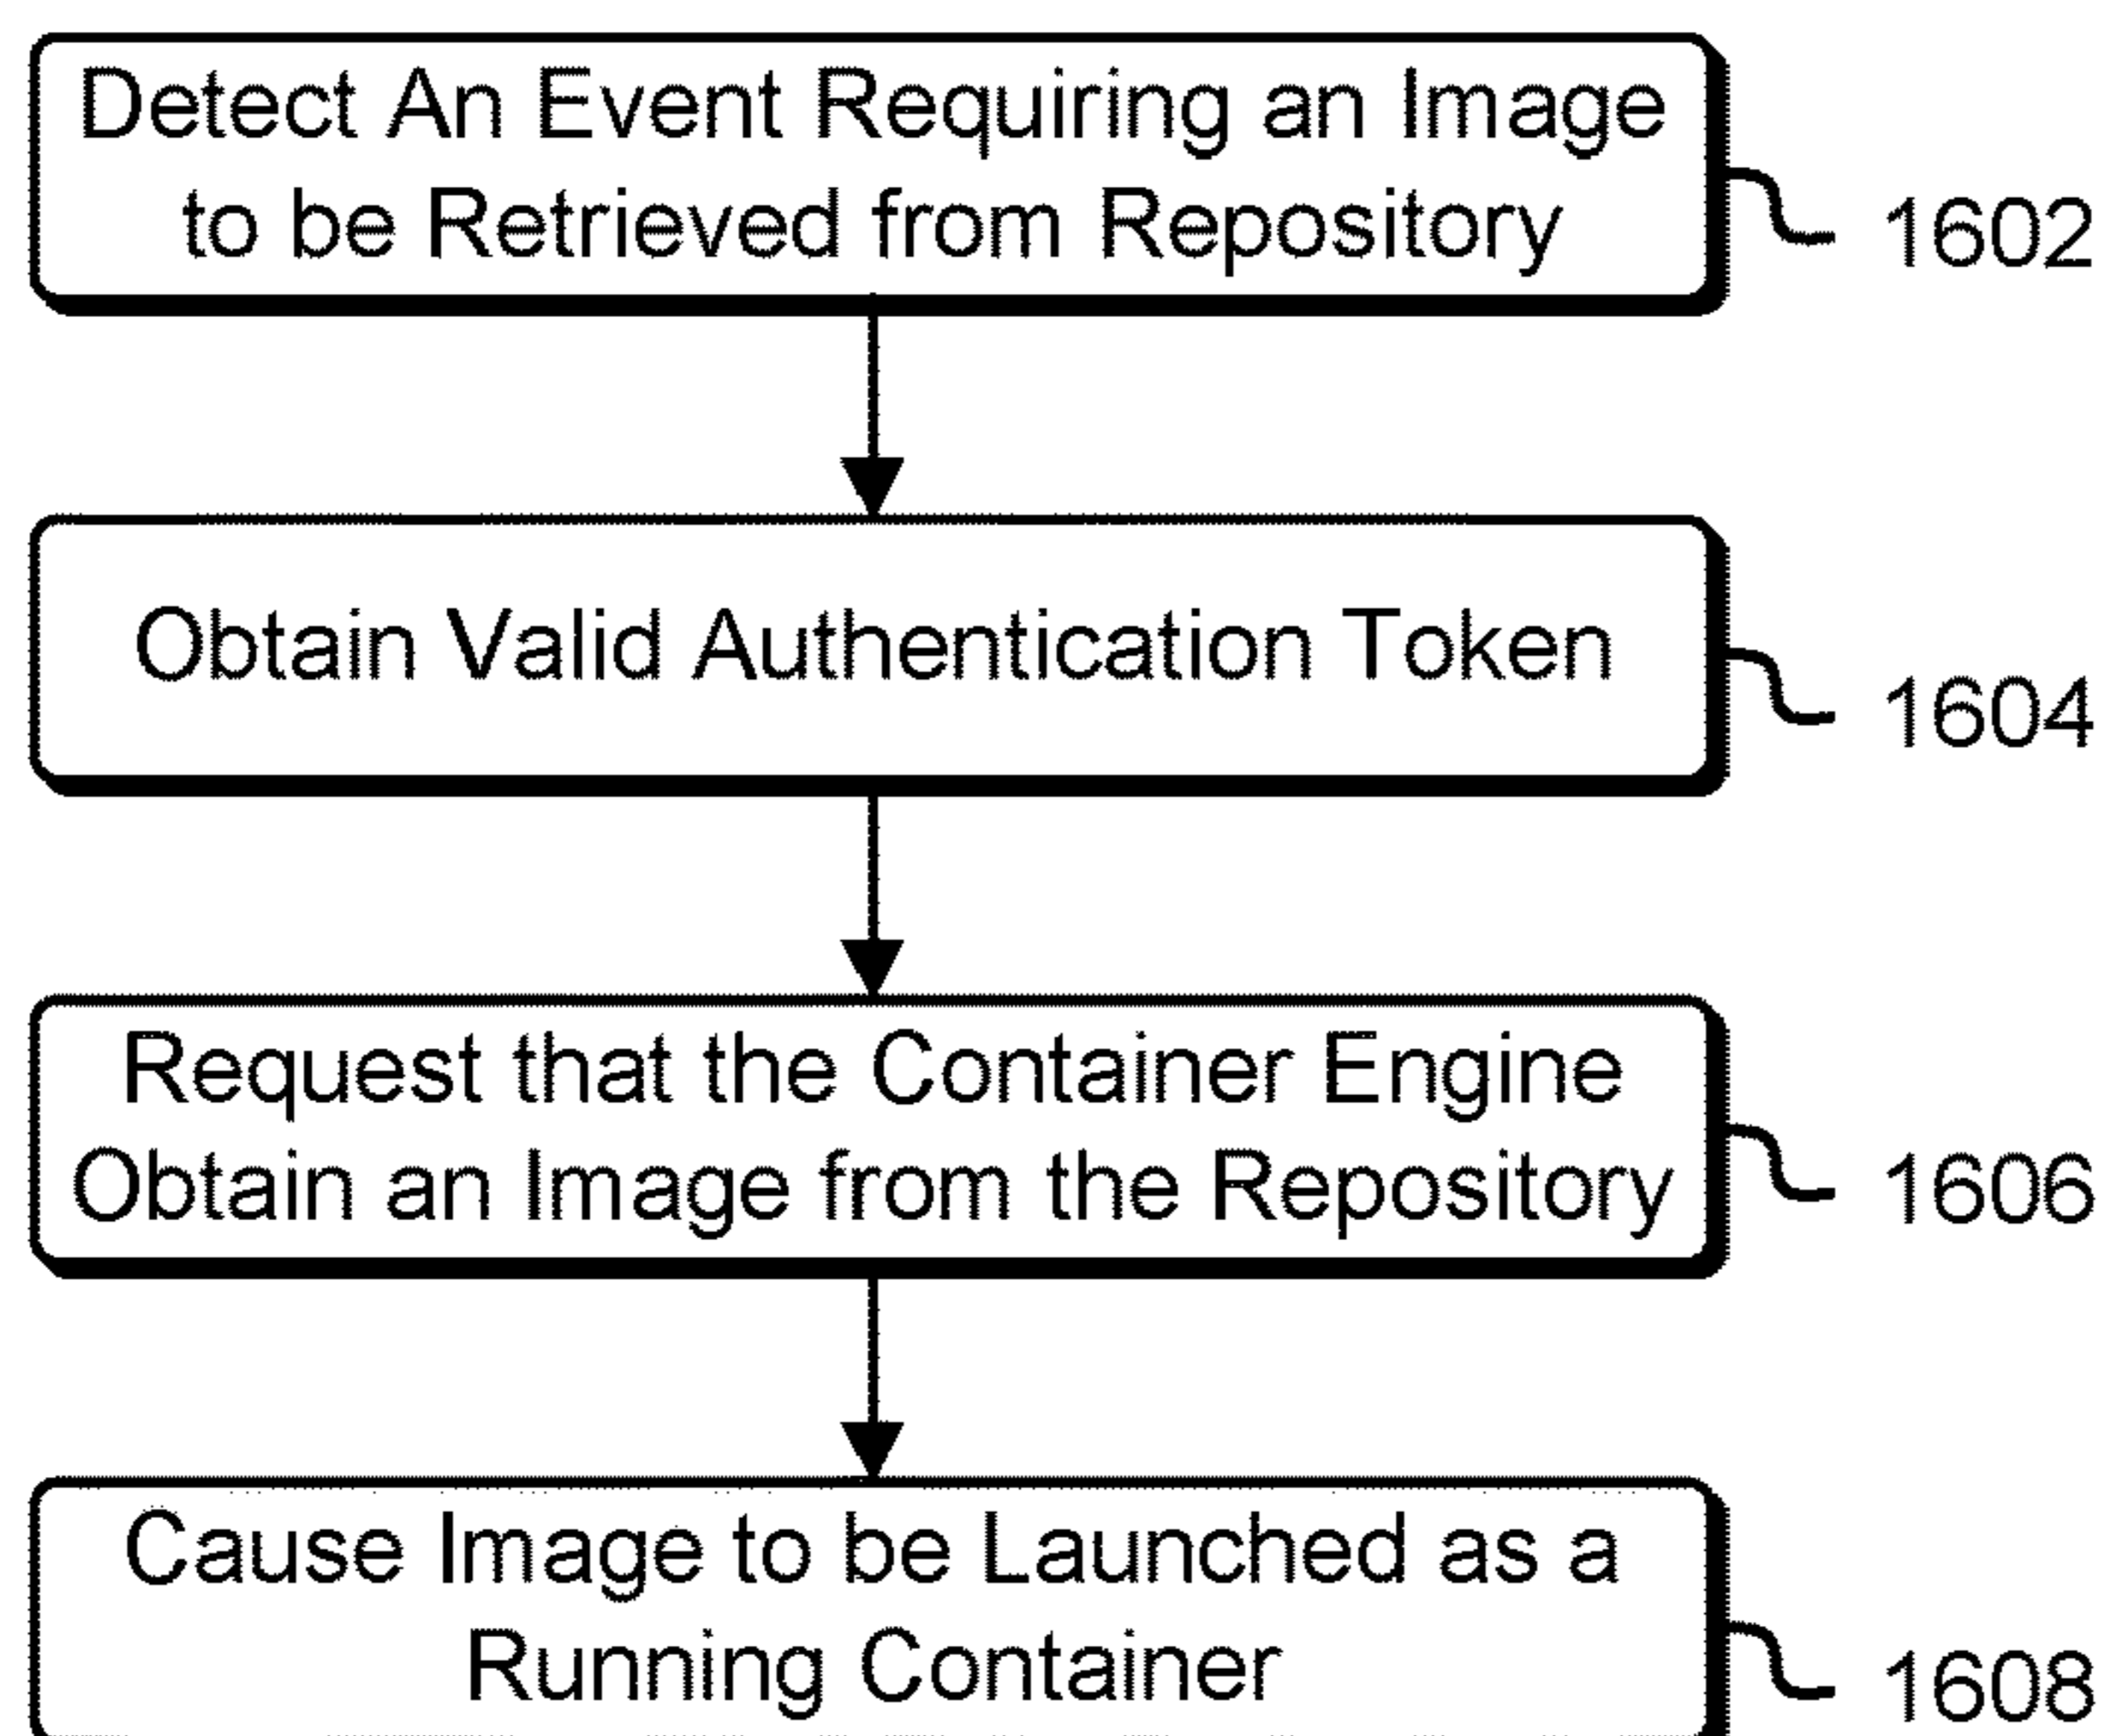 Detect An Event Requiring an Image
to be Retrieved from Repository
1602
Obtain Valid Authentication Token
1604
Request that the Container Engine
Obtain an Image from the Repository
1606
Cause Image to be Launched as a
Running Container
1608